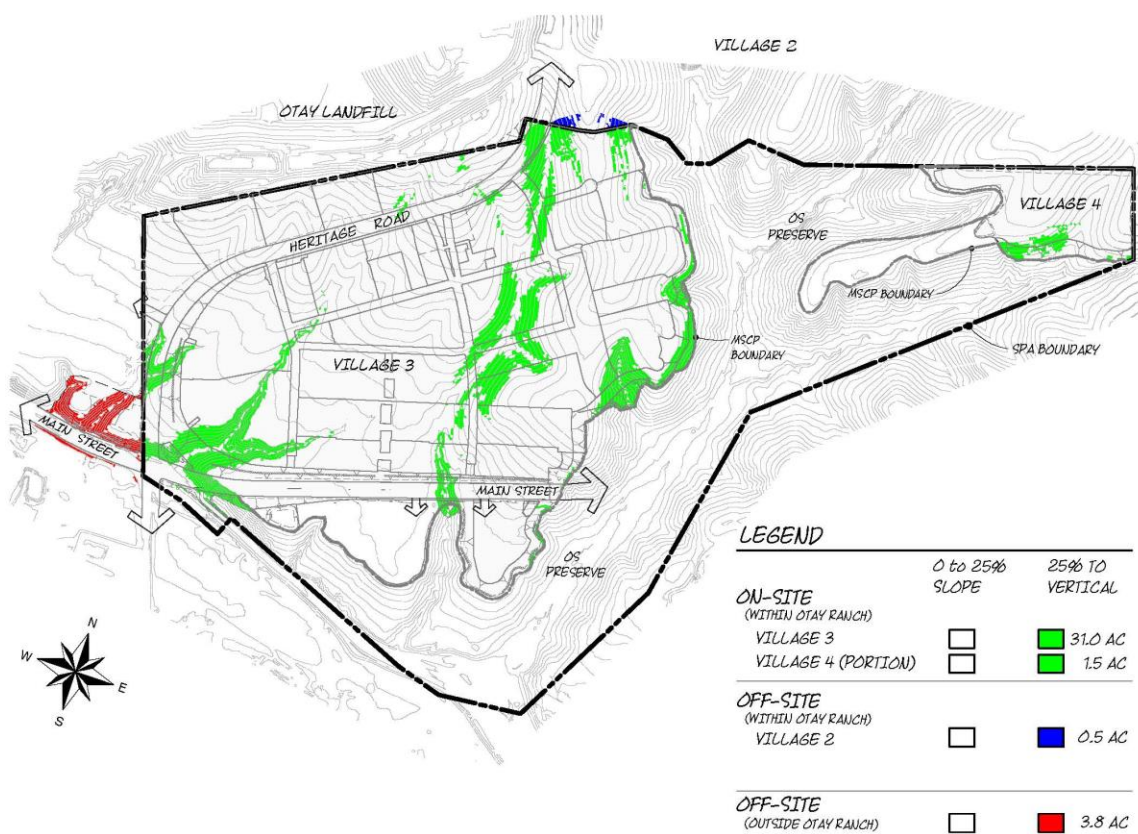 VILLAGE 2
OTAY LANDFILL
HERITAGE ROAD
VILLAGE 4
OS
PRESERVE
MSCP BOUNDARY
MSCP
BOUNDARY
SPA BOUNDARY
VILLAGE 3
MAIN STREET
MAIN STREET
OS
PRESERVE
N
W
E
S
LEGEND
0 to 25%
SLOPE
25% TO
VERTICAL
ON-SITE
(WITHIN OTAY RANCH)
VILLAGE 3
31.0 AC
VILLAGE 4 (PORTION)
1.5 AC
OFF-SITE
(WITHIN OTAY RANCH)
VILLAGE 2
0.5 AC
OFF-SITE
(OUTSIDE OTAY RANCH)
3.8 AC